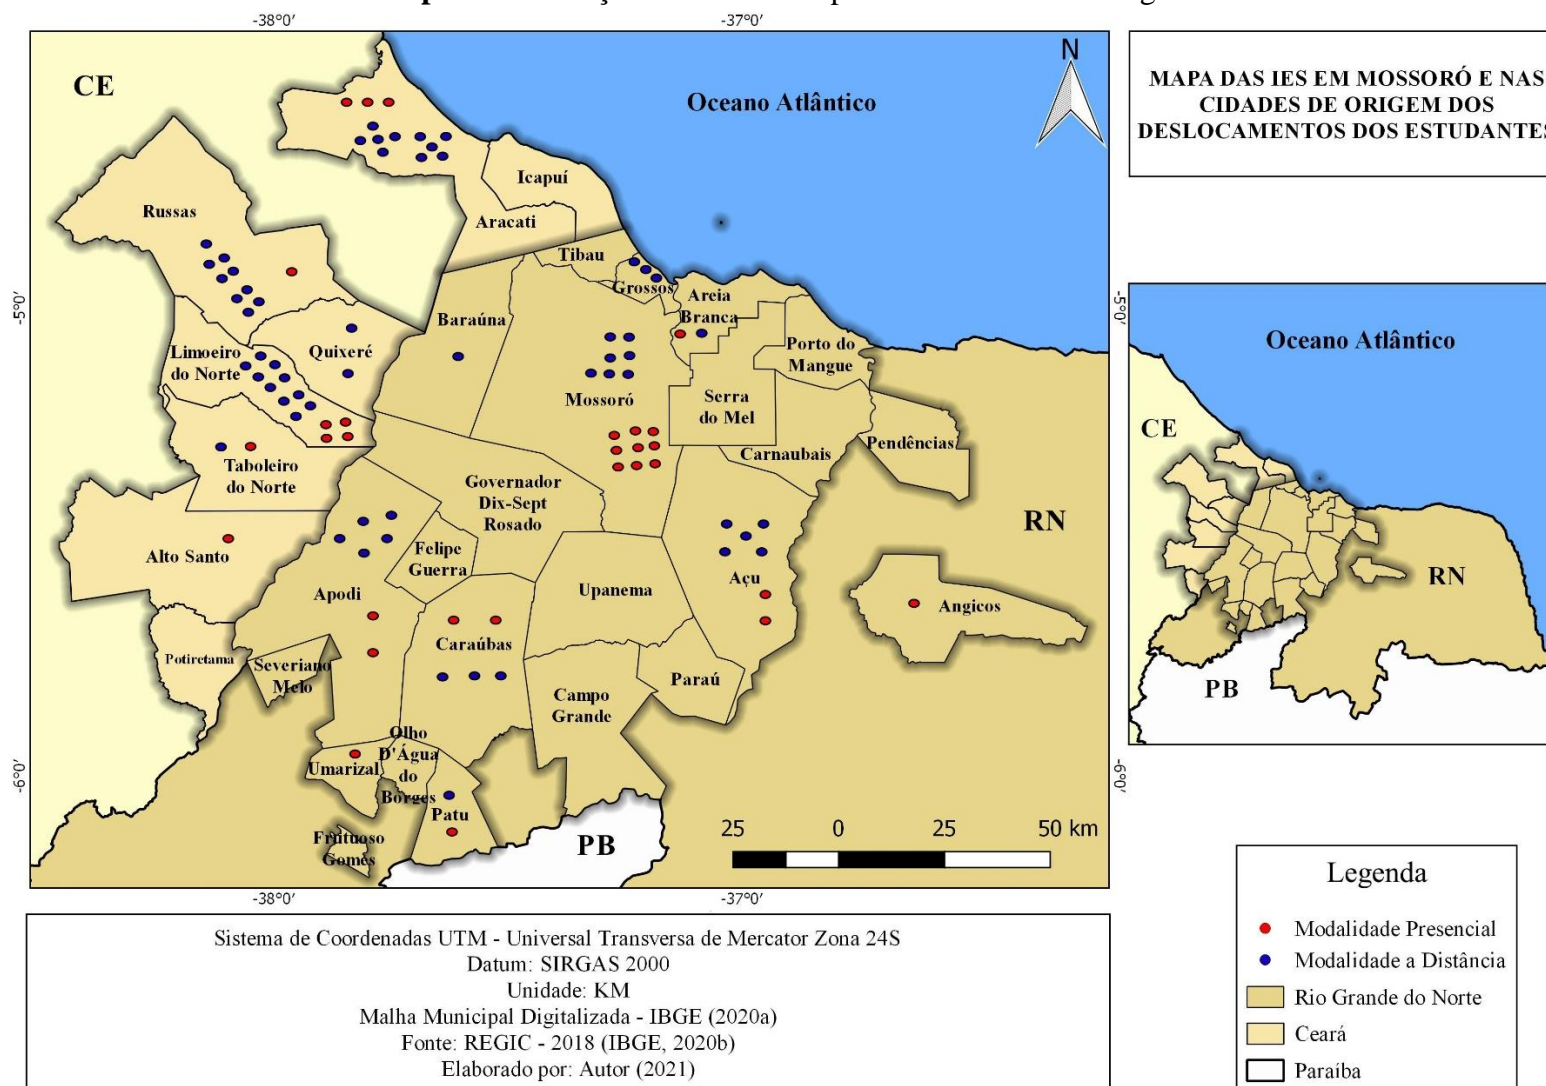 -38°0'
-37°0'
CE
Oceano Atlântico
N
Icapuí
Russas
Aracati
Tibau
Grossos
Areia
Branca
-5°0'
-5°0'
Baraúna
Limoeiro
do Norte
Quixeré
Porto do
Mangue
Mossoró
Serra
do Mel
Pendências
Carnaubais
Taboleiro
do Norte
Governador
Dix-Sept
Rosado
RN
Alto Santo
Felipe
Guerra
Açu
Apodi
Upanema
Angicos
Caraúbas
Potiretama
Severiano
Melo
Paraú
Campo
Grande
Olho
D'Água
do
Borges
Umarizal
-6°0'
-6°0'
Patu
Frutuoso
Gomes
PB
25 0 25 50 km
-38°0'
-37°0'
MAPA DAS IES EM MOSSORÓ E NAS
CIDADES DE ORIGEM DOS
DESLOCAMENTOS DOS ESTUDANTES
Oceano Atlântico
CE
RN
PB
Legenda
Modalidade Presencial
Modalidade a Distância
Rio Grande do Norte
Ceará
Paraíba
Sistema de Coordenadas UTM - Universal Transversa de Mercator Zona 24S
Datum: SIRGAS 2000
Unidade: KM
Malha Municipal Digitalizada - IBGE (2020a)
Fonte: REGIC - 2018 (IBGE, 2020b)
Elaborado por: Autor (2021)